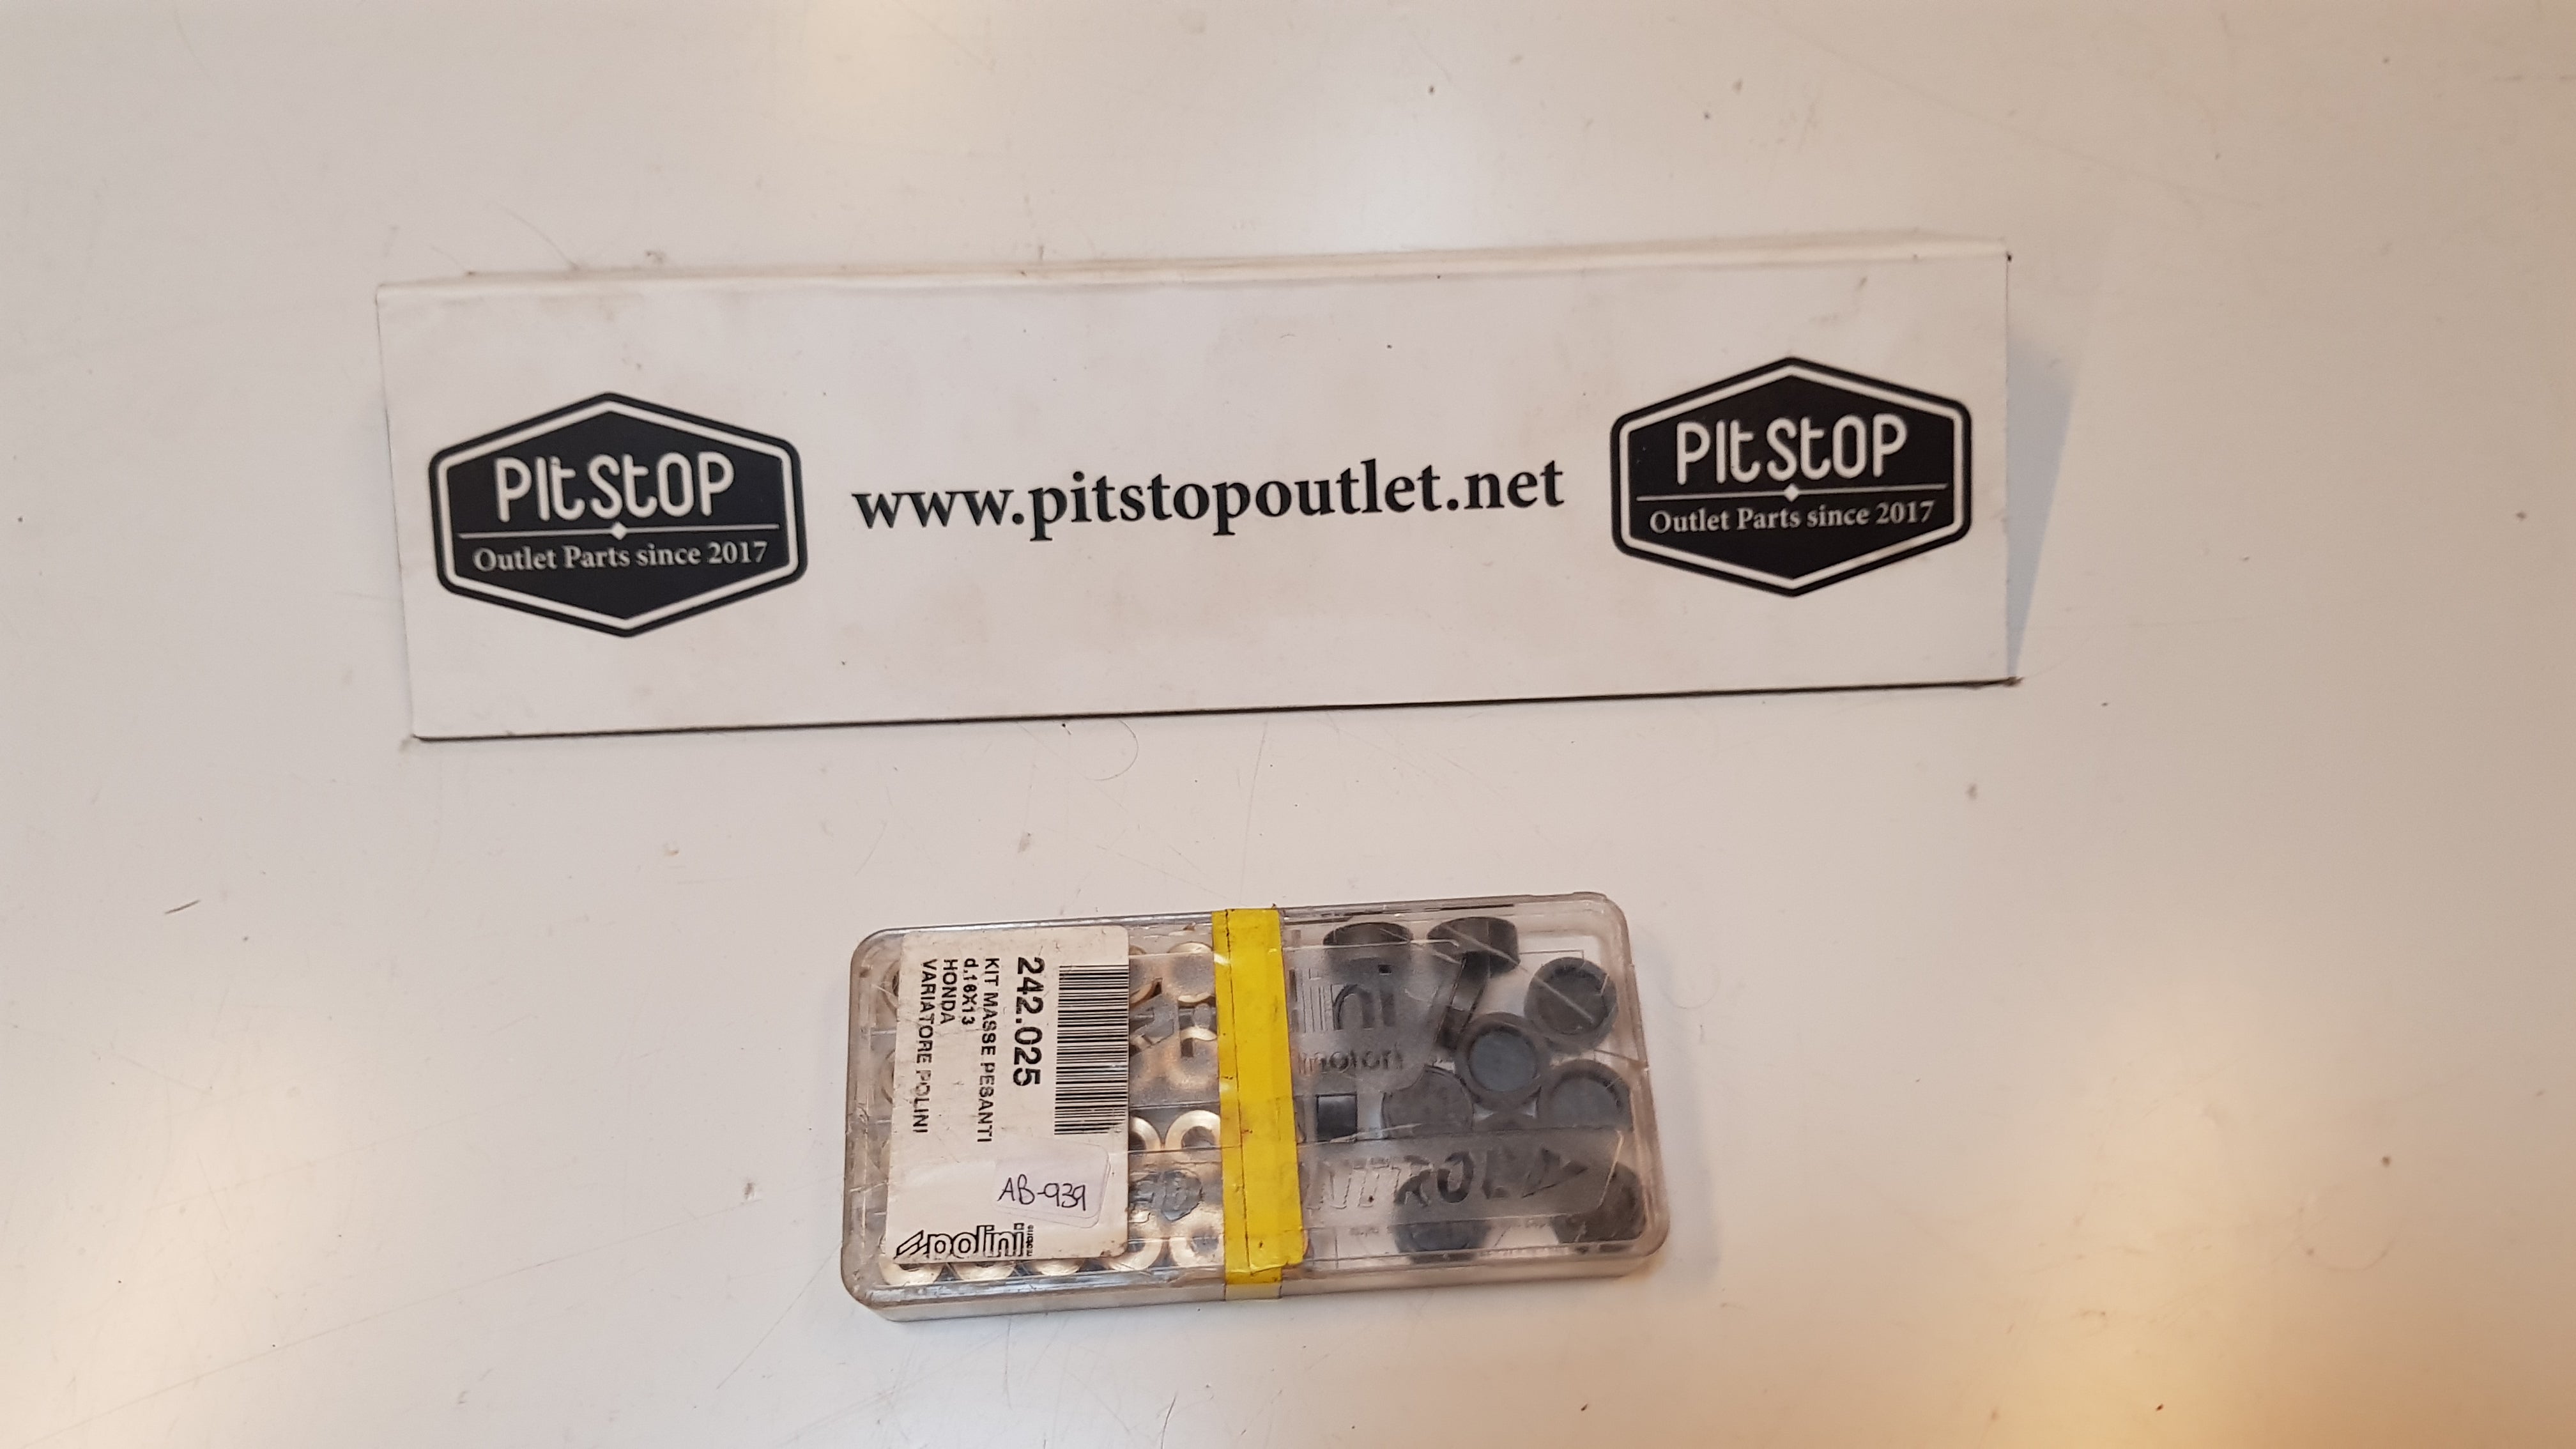 PItStOP
Outlet Parts since 2017
www.pitstopoutlet.net
PItStOP
Outlet Parts since 2017
242.025
KIT MASSE PESANTI
d.16X13
HONDA
VARIATORE POLINI
AB-939
polini
motori